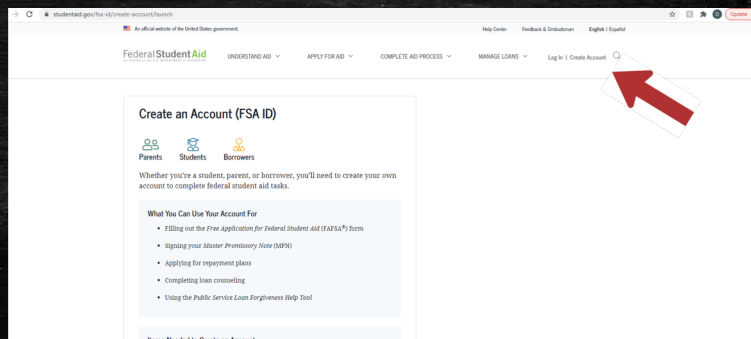 studentaid.gov/fsa-id/create-account/launch
Update
An official website of the United States government.
Help Center Feedback & Ombudsman English | Español
Federal Student Aid
UNDERSTAND AID APPLY FOR AID COMPLETE AID PROCESS MANAGE LOANS Log In | Create Account
Create an Account (FSA ID)
Parents Students Borrowers
Whether you're a student, parent, or borrower, you'll need to create your own
account to complete federal student aid tasks.
What You Can Use Your Account For
• Filling out the Free Application for Federal Student Aid (FAFSA®) form
• Signing your Master Promissory Note (MPN)
• Applying for repayment plans
• Completing loan counseling
• Using the Public Service Loan Forgiveness Help Tool